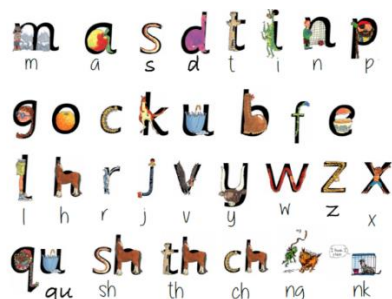 m a s d t i n p
m a s d t i n p
g o c k u b f e
l h r j v y w z x
l h r j v y w z x
qu sh th ch
qu sh th ch ng nk